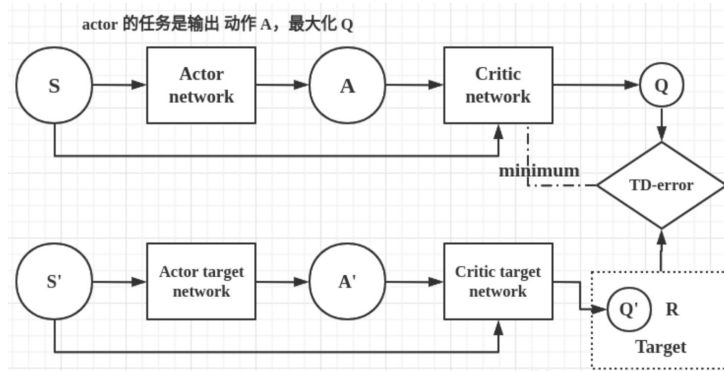 actor 的任务是输出 动作 A，最大化 Q
S
Actor
network
A
Critic
network
Q
minimum
TD-error
S'
Actor target
network
A'
Critic target
network
Q'
R
Target